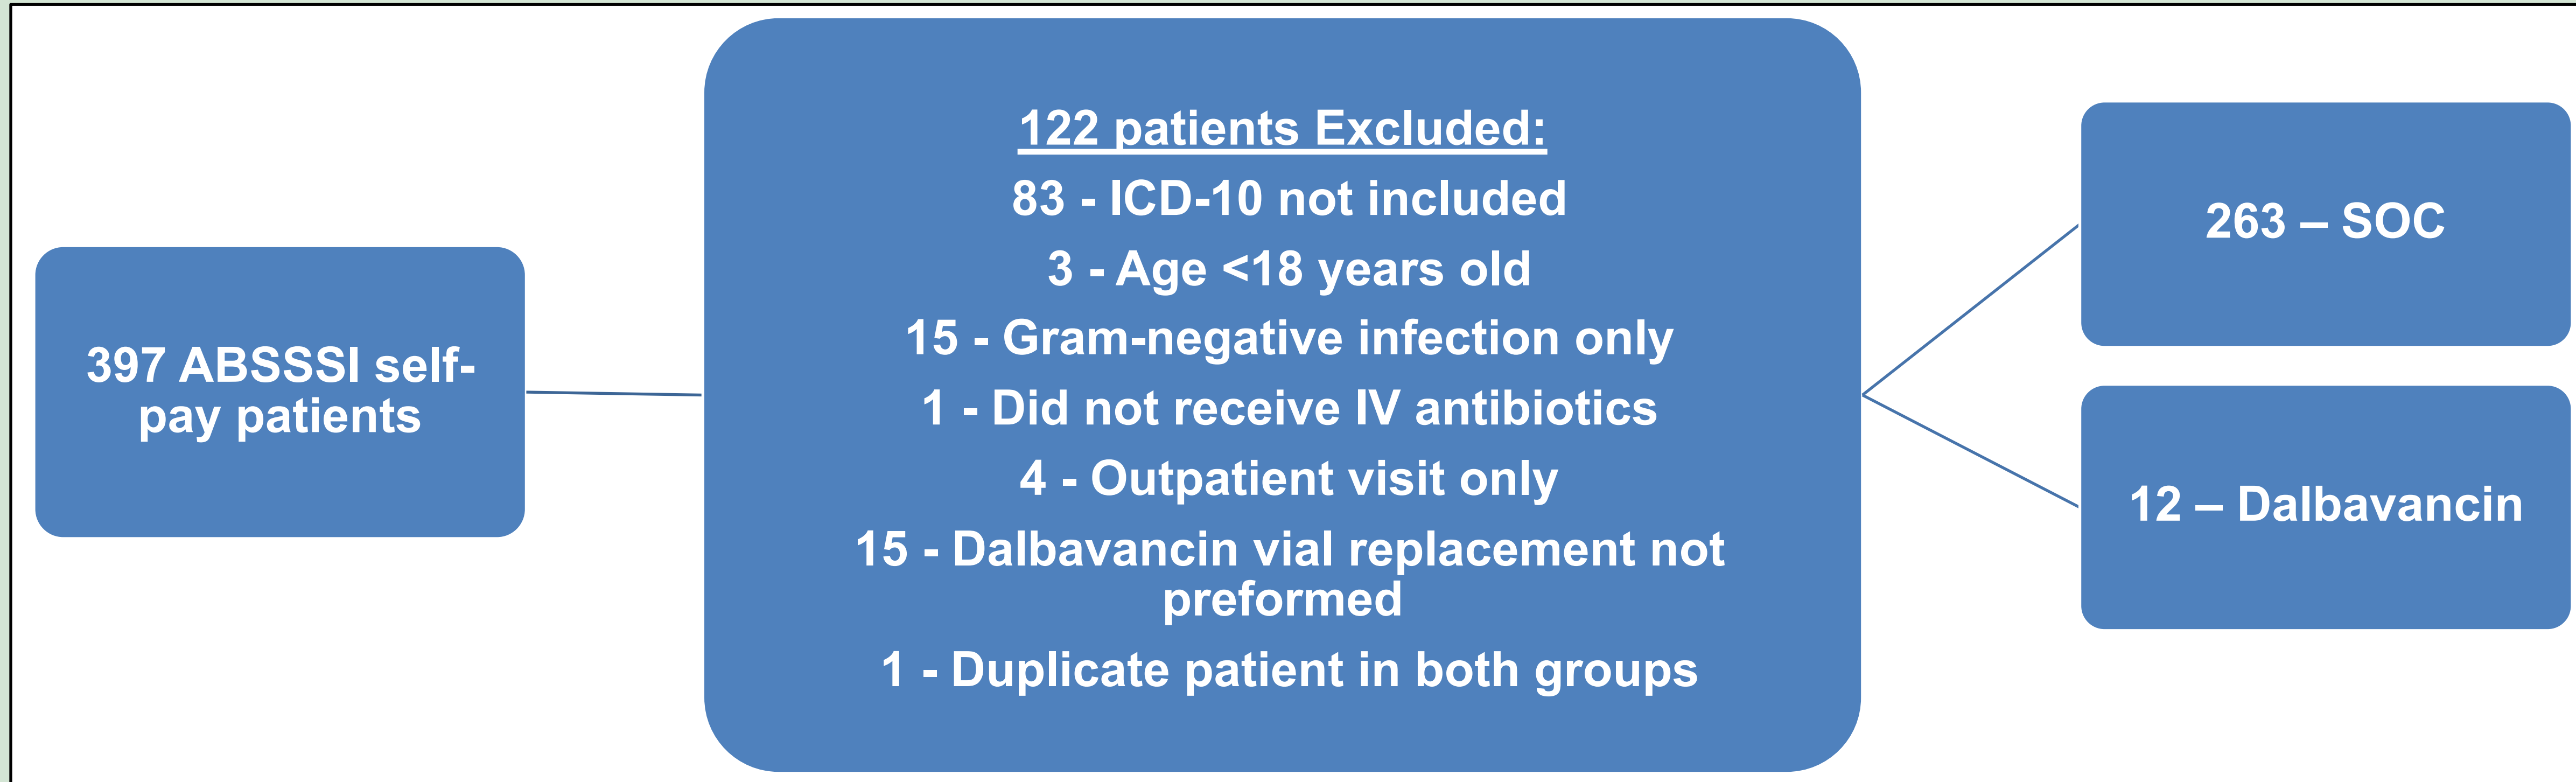 397 ABSSSI self-
pay patients
122 patients Excluded:
83 - ICD-10 not included
3 - Age <18 years old
15 - Gram-negative infection only
1 - Did not receive IV antibiotics
4 - Outpatient visit only
15 - Dalbavancin vial replacement not
preformed
1 - Duplicate patient in both groups
263 – SOC
12 – Dalbavancin